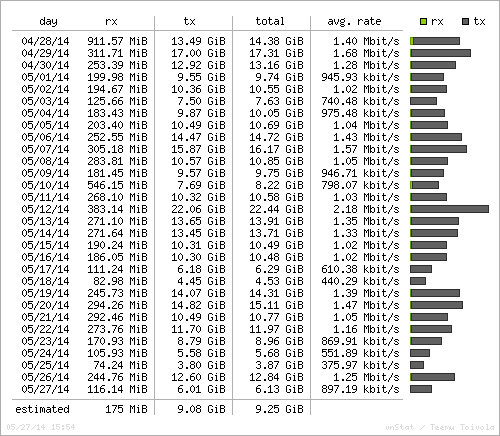 day rx tx total avg. rate rx tx
04/28/14 911.57 MiB 13.49 GiB 14.38 GiB 1.40 Mbit/s
04/29/14 311.71 MiB 17.00 GiB 17.31 GiB 1.68 Mbit/s
04/30/14 253.39 MiB 12.92 GiB 13.16 GiB 1.28 Mbit/s
05/01/14 199.98 MiB 9.55 GiB 9.74 GiB 945.93 kbit/s
05/02/14 194.67 MiB 10.36 GiB 10.55 GiB 1.02 Mbit/s
05/03/14 125.66 MiB 7.50 GiB 7.63 GiB 740.48 kbit/s
05/04/14 183.43 MiB 9.87 GiB 10.05 GiB 975.48 kbit/s
05/05/14 203.40 MiB 10.49 GiB 10.69 GiB 1.04 Mbit/s
05/06/14 252.55 MiB 14.47 GiB 14.72 GiB 1.43 Mbit/s
05/07/14 305.18 MiB 15.87 GiB 16.17 GiB 1.57 Mbit/s
05/08/14 283.81 MiB 10.57 GiB 10.85 GiB 1.05 Mbit/s
05/09/14 181.45 MiB 9.57 GiB 9.75 GiB 946.71 kbit/s
05/10/14 546.15 MiB 7.69 GiB 8.22 GiB 798.07 kbit/s
05/11/14 268.10 MiB 10.32 GiB 10.58 GiB 1.03 Mbit/s
05/12/14 383.14 MiB 22.06 GiB 22.44 GiB 2.18 Mbit/s
05/13/14 271.10 MiB 13.65 GiB 13.91 GiB 1.35 Mbit/s
05/14/14 271.64 MiB 13.45 GiB 13.71 GiB 1.33 Mbit/s
05/15/14 190.24 MiB 10.31 GiB 10.49 GiB 1.02 Mbit/s
05/16/14 186.05 MiB 10.30 GiB 10.48 GiB 1.02 Mbit/s
05/17/14 111.24 MiB 6.18 GiB 6.29 GiB 610.38 kbit/s
05/18/14 82.98 MiB 4.45 GiB 4.53 GiB 440.29 kbit/s
05/19/14 245.73 MiB 14.07 GiB 14.31 GiB 1.39 Mbit/s
05/20/14 294.26 MiB 14.82 GiB 15.11 GiB 1.47 Mbit/s
05/21/14 292.46 MiB 10.49 GiB 10.77 GiB 1.05 Mbit/s
05/22/14 273.76 MiB 11.70 GiB 11.97 GiB 1.16 Mbit/s
05/23/14 170.93 MiB 8.79 GiB 8.96 GiB 869.91 kbit/s
05/24/14 105.93 MiB 5.58 GiB 5.68 GiB 551.89 kbit/s
05/25/14 74.24 MiB 3.80 GiB 3.87 GiB 375.97 kbit/s
05/26/14 244.76 MiB 12.60 GiB 12.84 GiB 1.25 Mbit/s
05/27/14 116.14 MiB 6.01 GiB 6.13 GiB 897.19 kbit/s
estimated 175 MiB 9.08 GiB 9.25 GiB
05/27/14 15:54 vnStat / Teemu Toivola